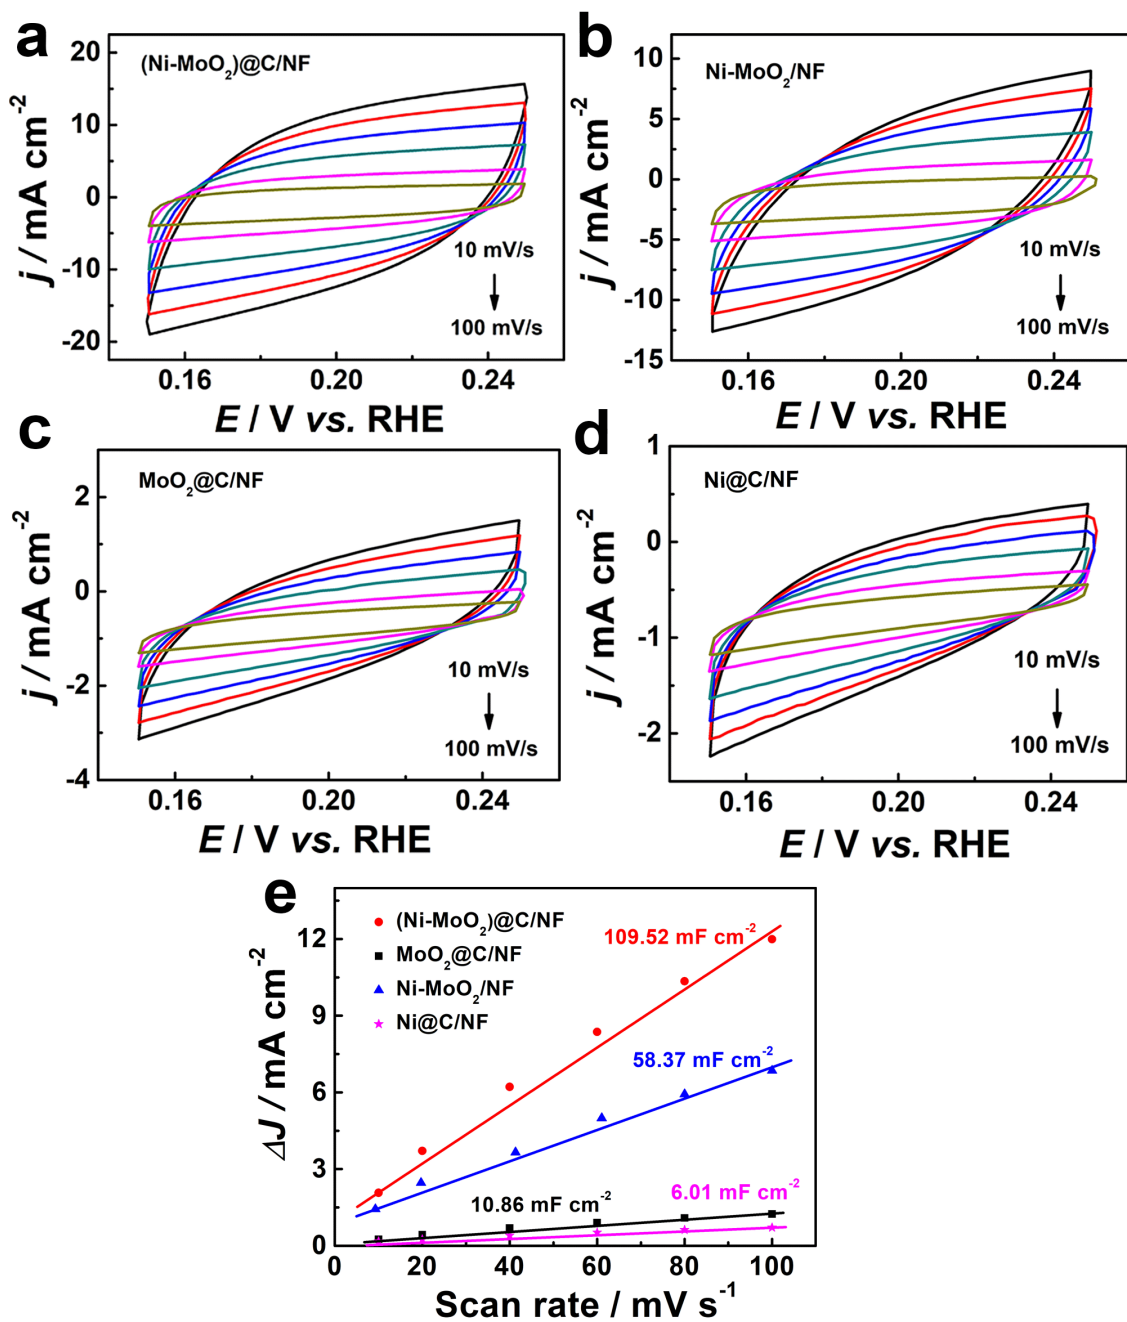 a
(Ni-MoO₂)@C/NF
20
10
0
-10
-20
j / mA cm⁻²
10 mV/s
100 mV/s
0.16
0.20
0.24
E / V vs. RHE
b
Ni-MoO₂/NF
10
5
0
-5
-10
-15
j / mA cm⁻²
10 mV/s
100 mV/s
0.16
0.20
0.24
E / V vs. RHE
c
MoO₂@C/NF
2
0
-2
-4
j / mA cm⁻²
10 mV/s
100 mV/s
0.16
0.20
0.24
E / V vs. RHE
d
Ni@C/NF
1
0
-1
-2
j / mA cm⁻²
10 mV/s
100 mV/s
0.16
0.20
0.24
E / V vs. RHE
e
(Ni-MoO₂)@C/NF
MoO₂@C/NF
Ni-MoO₂/NF
Ni@C/NF
109.52 mF cm⁻²
58.37 mF cm⁻²
10.86 mF cm⁻²
6.01 mF cm⁻²
12
9
6
3
0
ΔJ / mA cm⁻²
0
20
40
60
80
100
Scan rate / mV s⁻¹